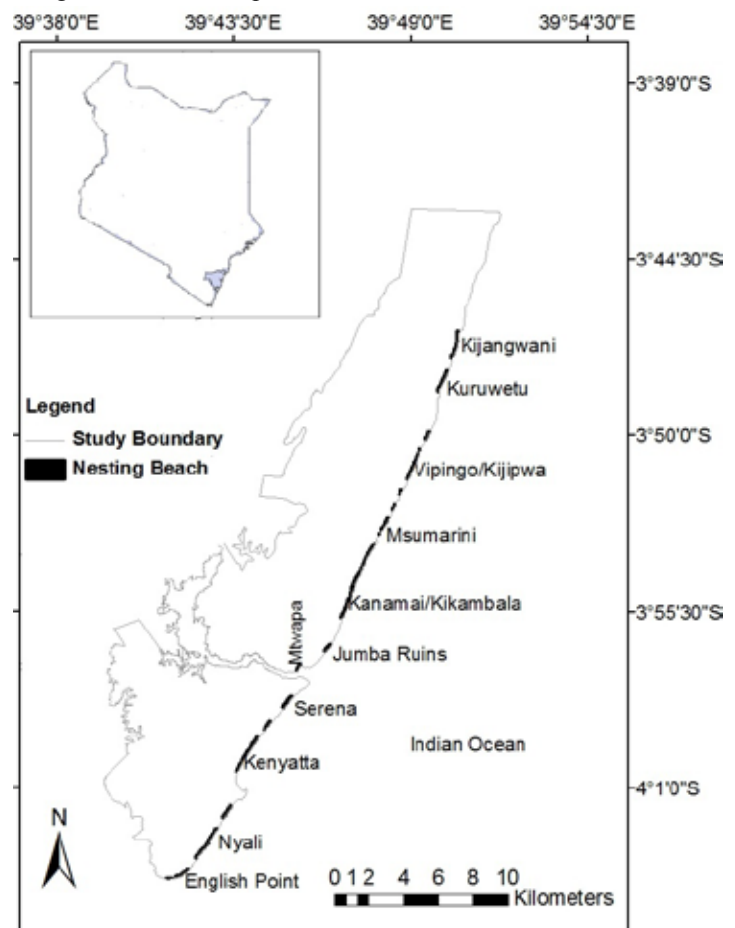 39°38'0"E 39°43'30"E 39°49'0"E 39°54'30"E
3°39'0"S
3°44'30"S
Kijangwani
Kuruwetu
Legend
Study Boundary
Nesting Beach
3°50'0"S
Vipingo/Kijipwa
Msumarini
Kanamai/Kikambala
3°55'30"S
Mtwapa
Jumba Ruins
Serena
Indian Ocean
Kenyatta
4°1'0"S
N
Nyali
English Point
0 1 2 4 6 8 10
Kilometers